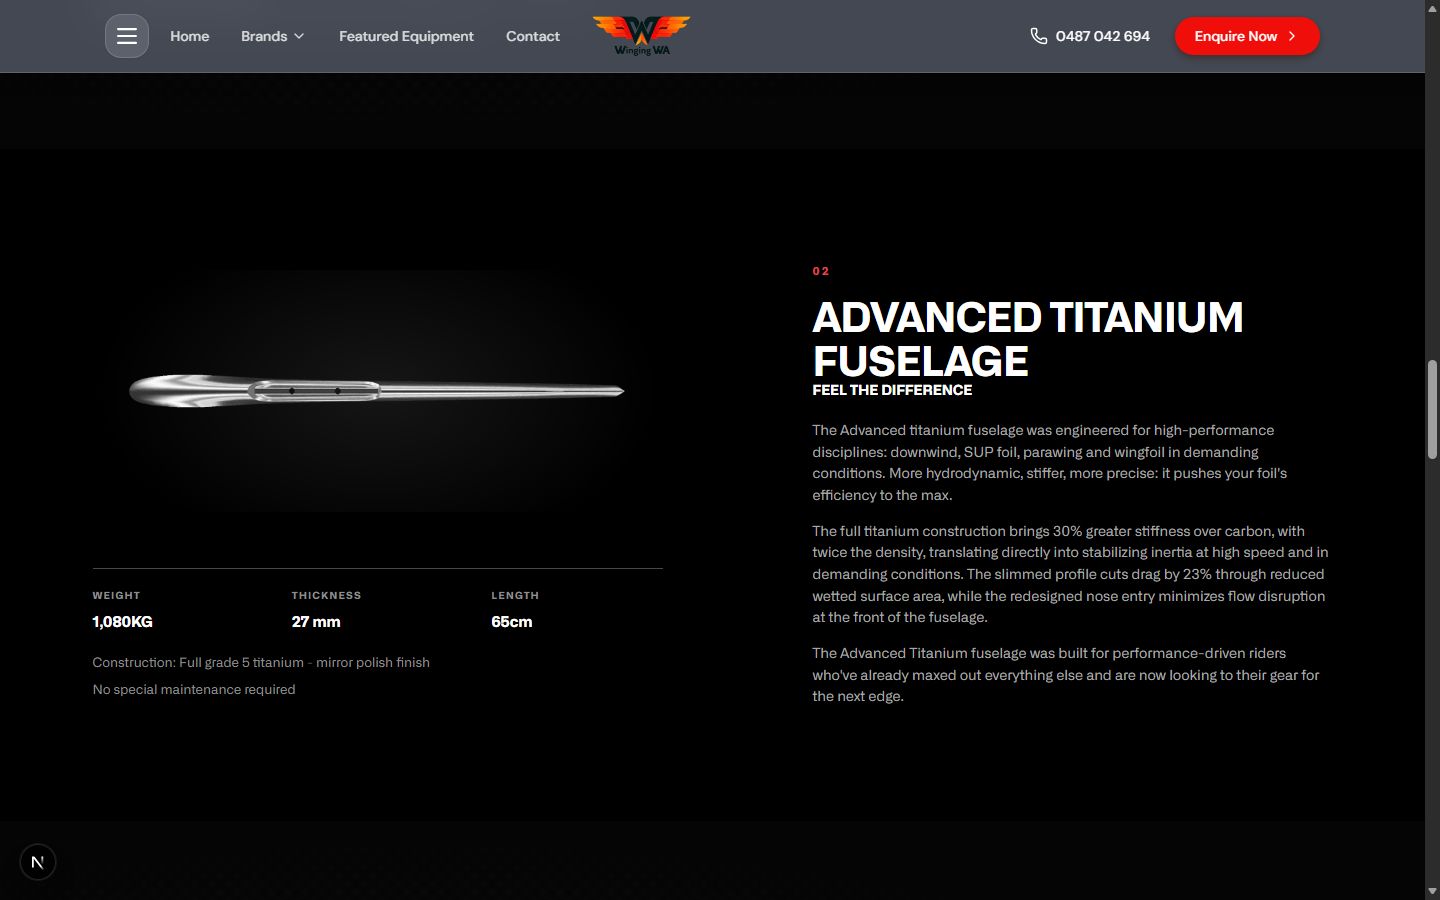 Home
Brands
Featured Equipment
Contact
Winging WA
0487 042 694
Enquire Now
02
ADVANCED TITANIUM
FUSELAGE
FEEL THE DIFFERENCE
The Advanced titanium fuselage was engineered for high-performance
disciplines: downwind, SUP foil, parawing and wingfoil in demanding
conditions. More hydrodynamic, stiffer, more precise: it pushes your foil's
efficiency to the max.
The full titanium construction brings 30% greater stiffness over carbon, with
twice the density, translating directly into stabilizing inertia at high speed and in
demanding conditions. The slimmed profile cuts drag by 23% through reduced
wetted surface area, while the redesigned nose entry minimizes flow disruption
at the front of the fuselage.
The Advanced Titanium fuselage was built for performance-driven riders
who've already maxed out everything else and are now looking to their gear for
the next edge.
WEIGHT
1,080KG
THICKNESS
27 mm
LENGTH
65cm
Construction: Full grade 5 titanium - mirror polish finish
No special maintenance required
N